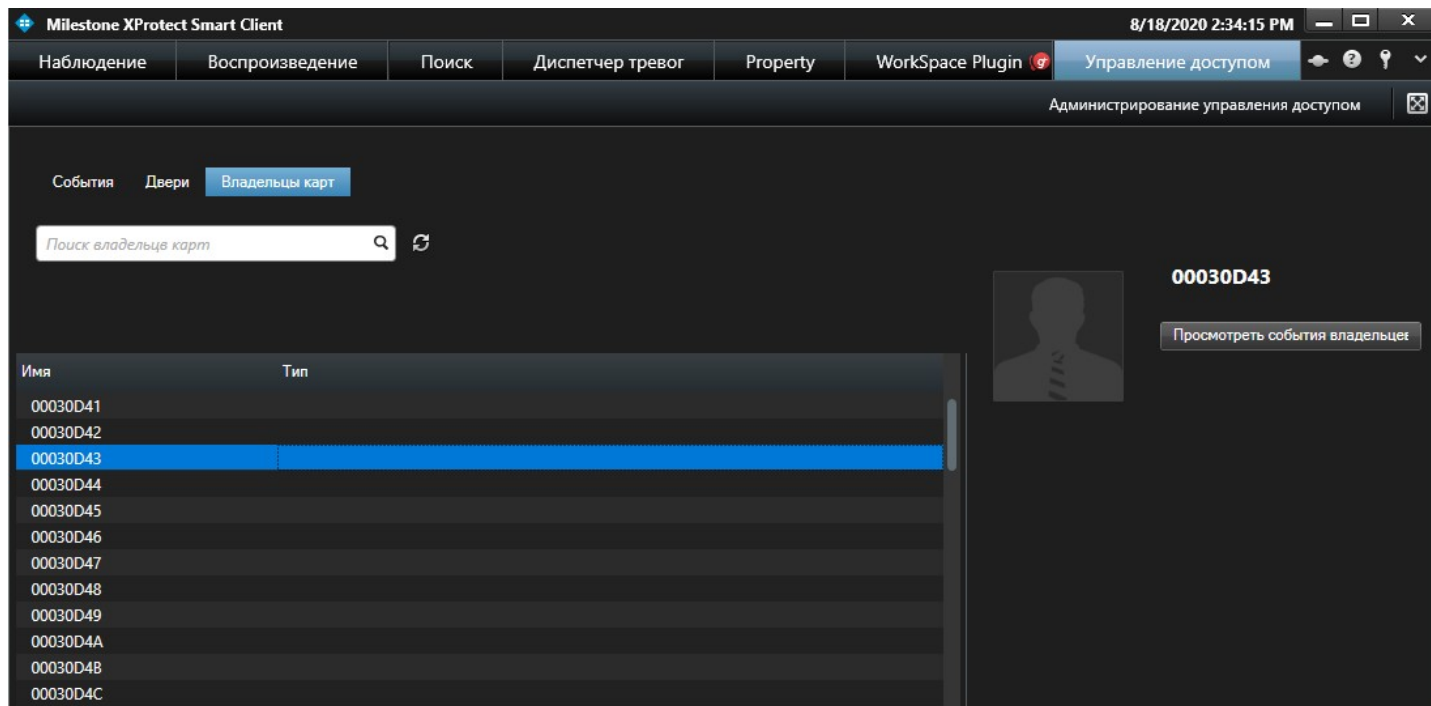 Milestone XProtect Smart Client 8/18/2020 2:34:15 PM
Наблюдение Воспроизведение Поиск Диспетчер тревог Property WorkSpace Plugin Управление доступом
Администрирование управления доступом
События Двери Владельцы карт
Поиск владельцв карт
00030D43
Просмотреть события владельцев
Имя Тип
00030D41
00030D42
00030D43
00030D44
00030D45
00030D46
00030D47
00030D48
00030D49
00030D4A
00030D4B
00030D4C